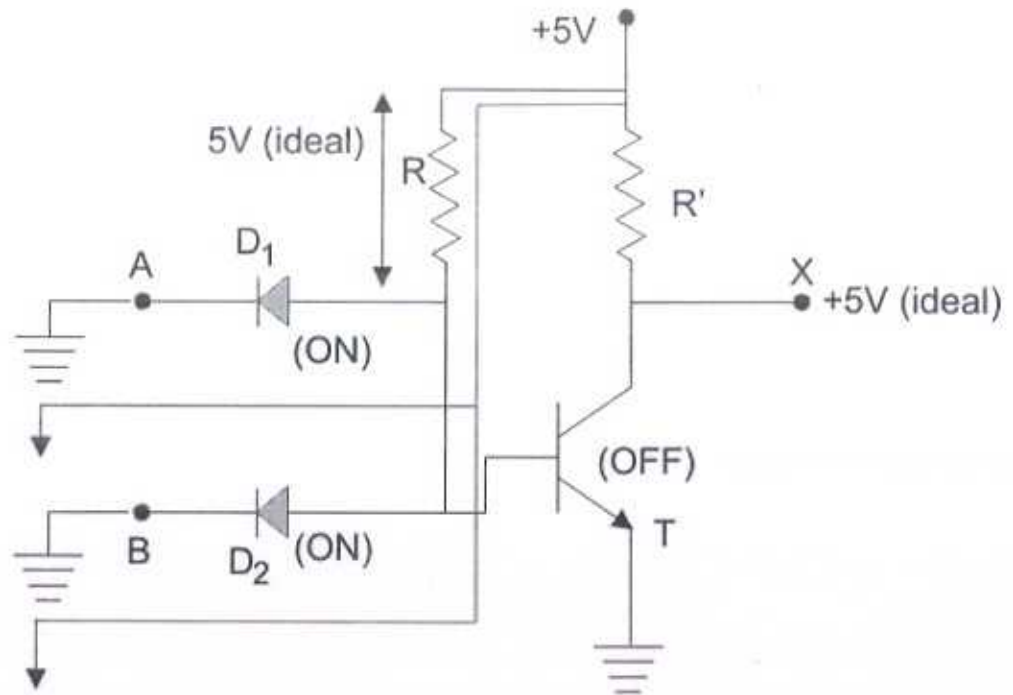 +5V
5V (ideal)
R
R'
D1
A
X
+5V (ideal)
(ON)
(OFF)
B
D2
(ON)
T